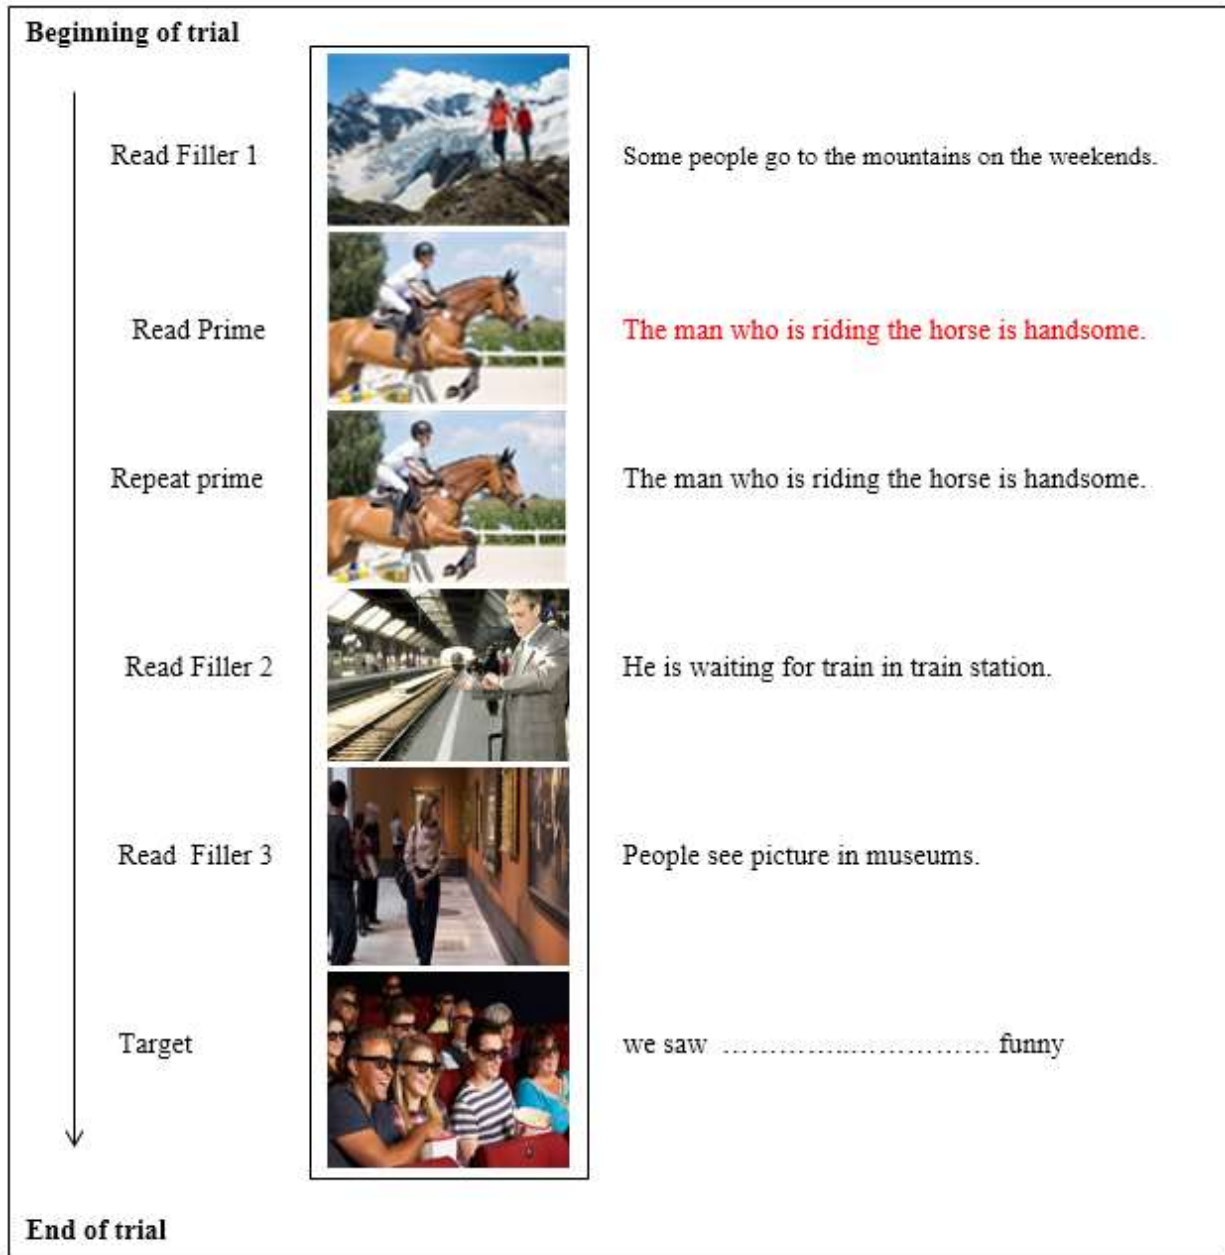 Beginning of trial
Read Filler 1 Some people go to the mountains on the weekends.
Read Prime The man who is riding the horse is handsome.
Repeat prime The man who is riding the horse is handsome.
Read Filler 2 He is waiting for train in train station.
Read Filler 3 People see picture in museums.
Target we saw …………………………… funny
End of trial